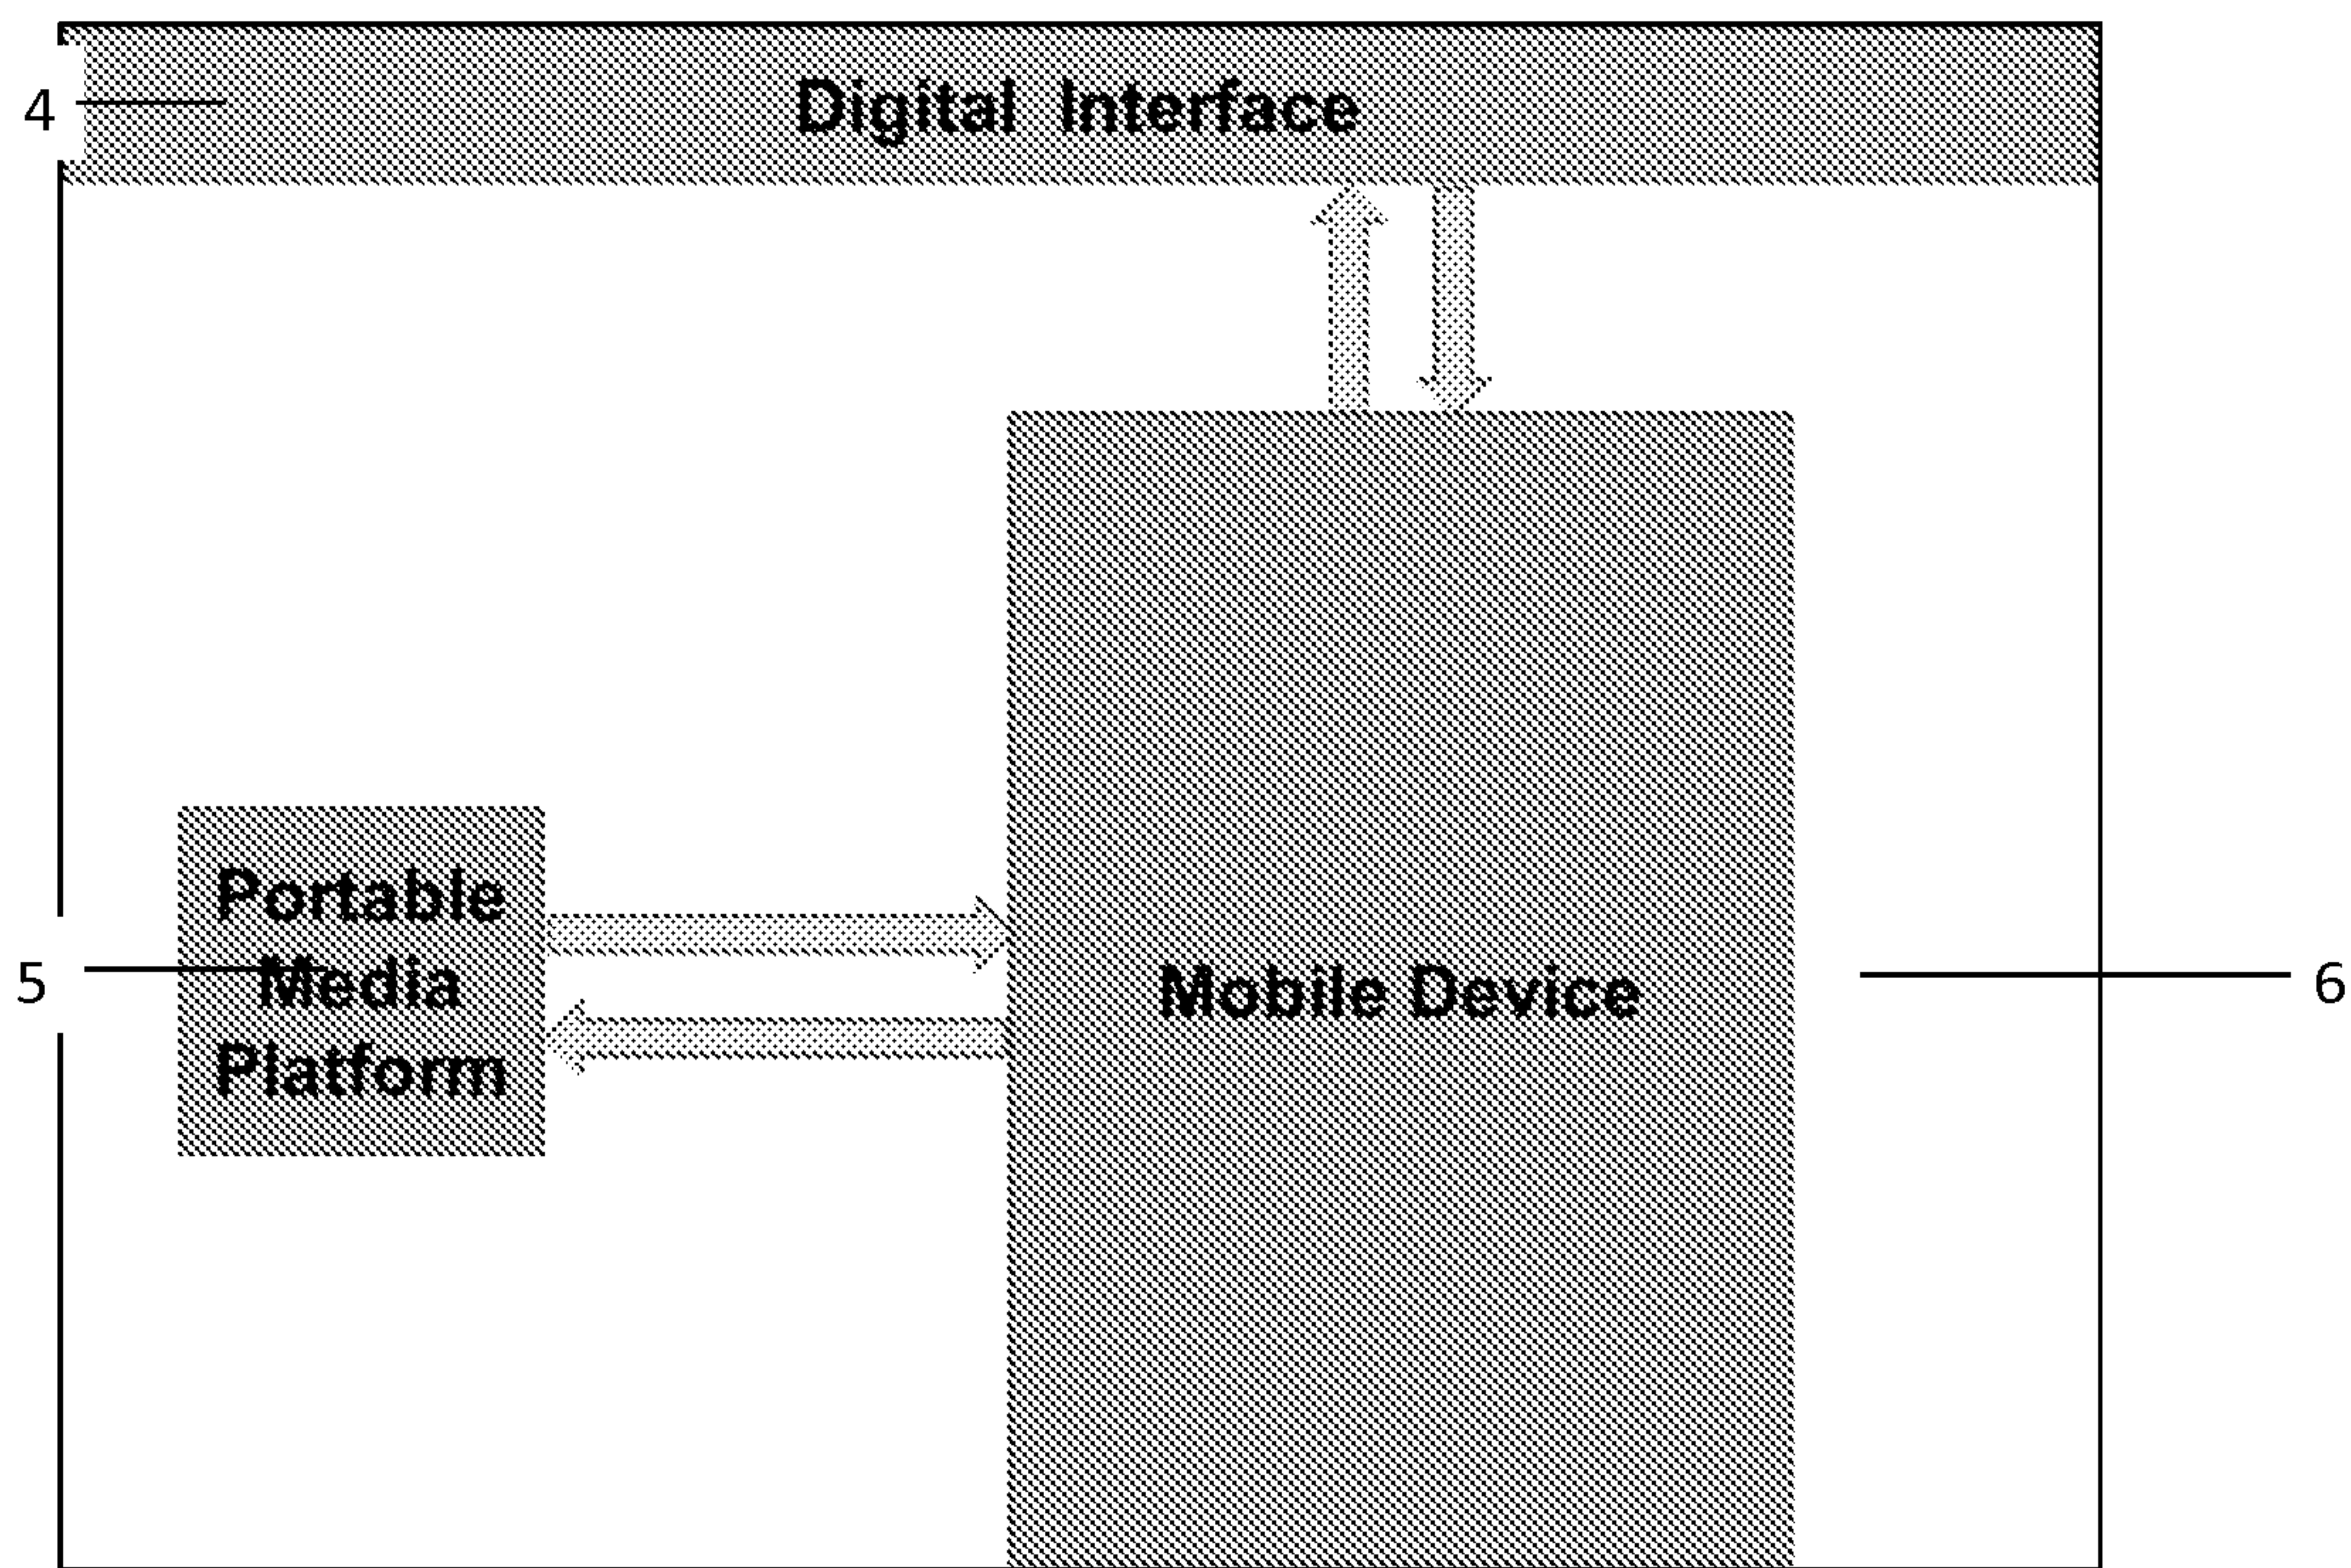 4
Digital Interface
Portable
Media
Platform
5
Mobile Device
6